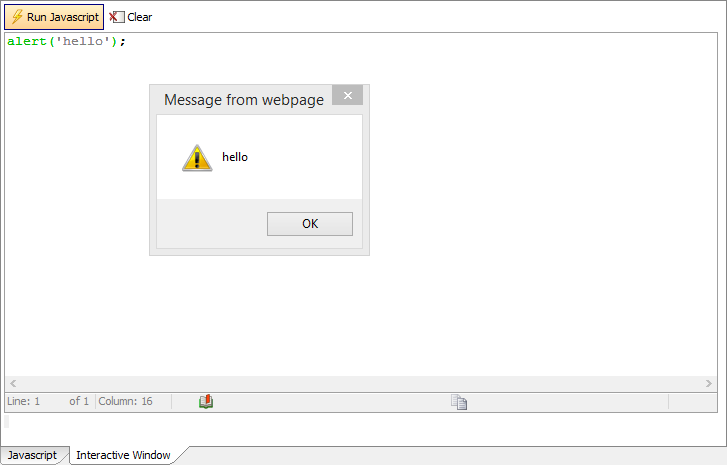 Run Javascript Clear
alert('hello');
Message from webpage
hello
OK
Line: 1 of 1 Column: 16
Javascript Interactive Window